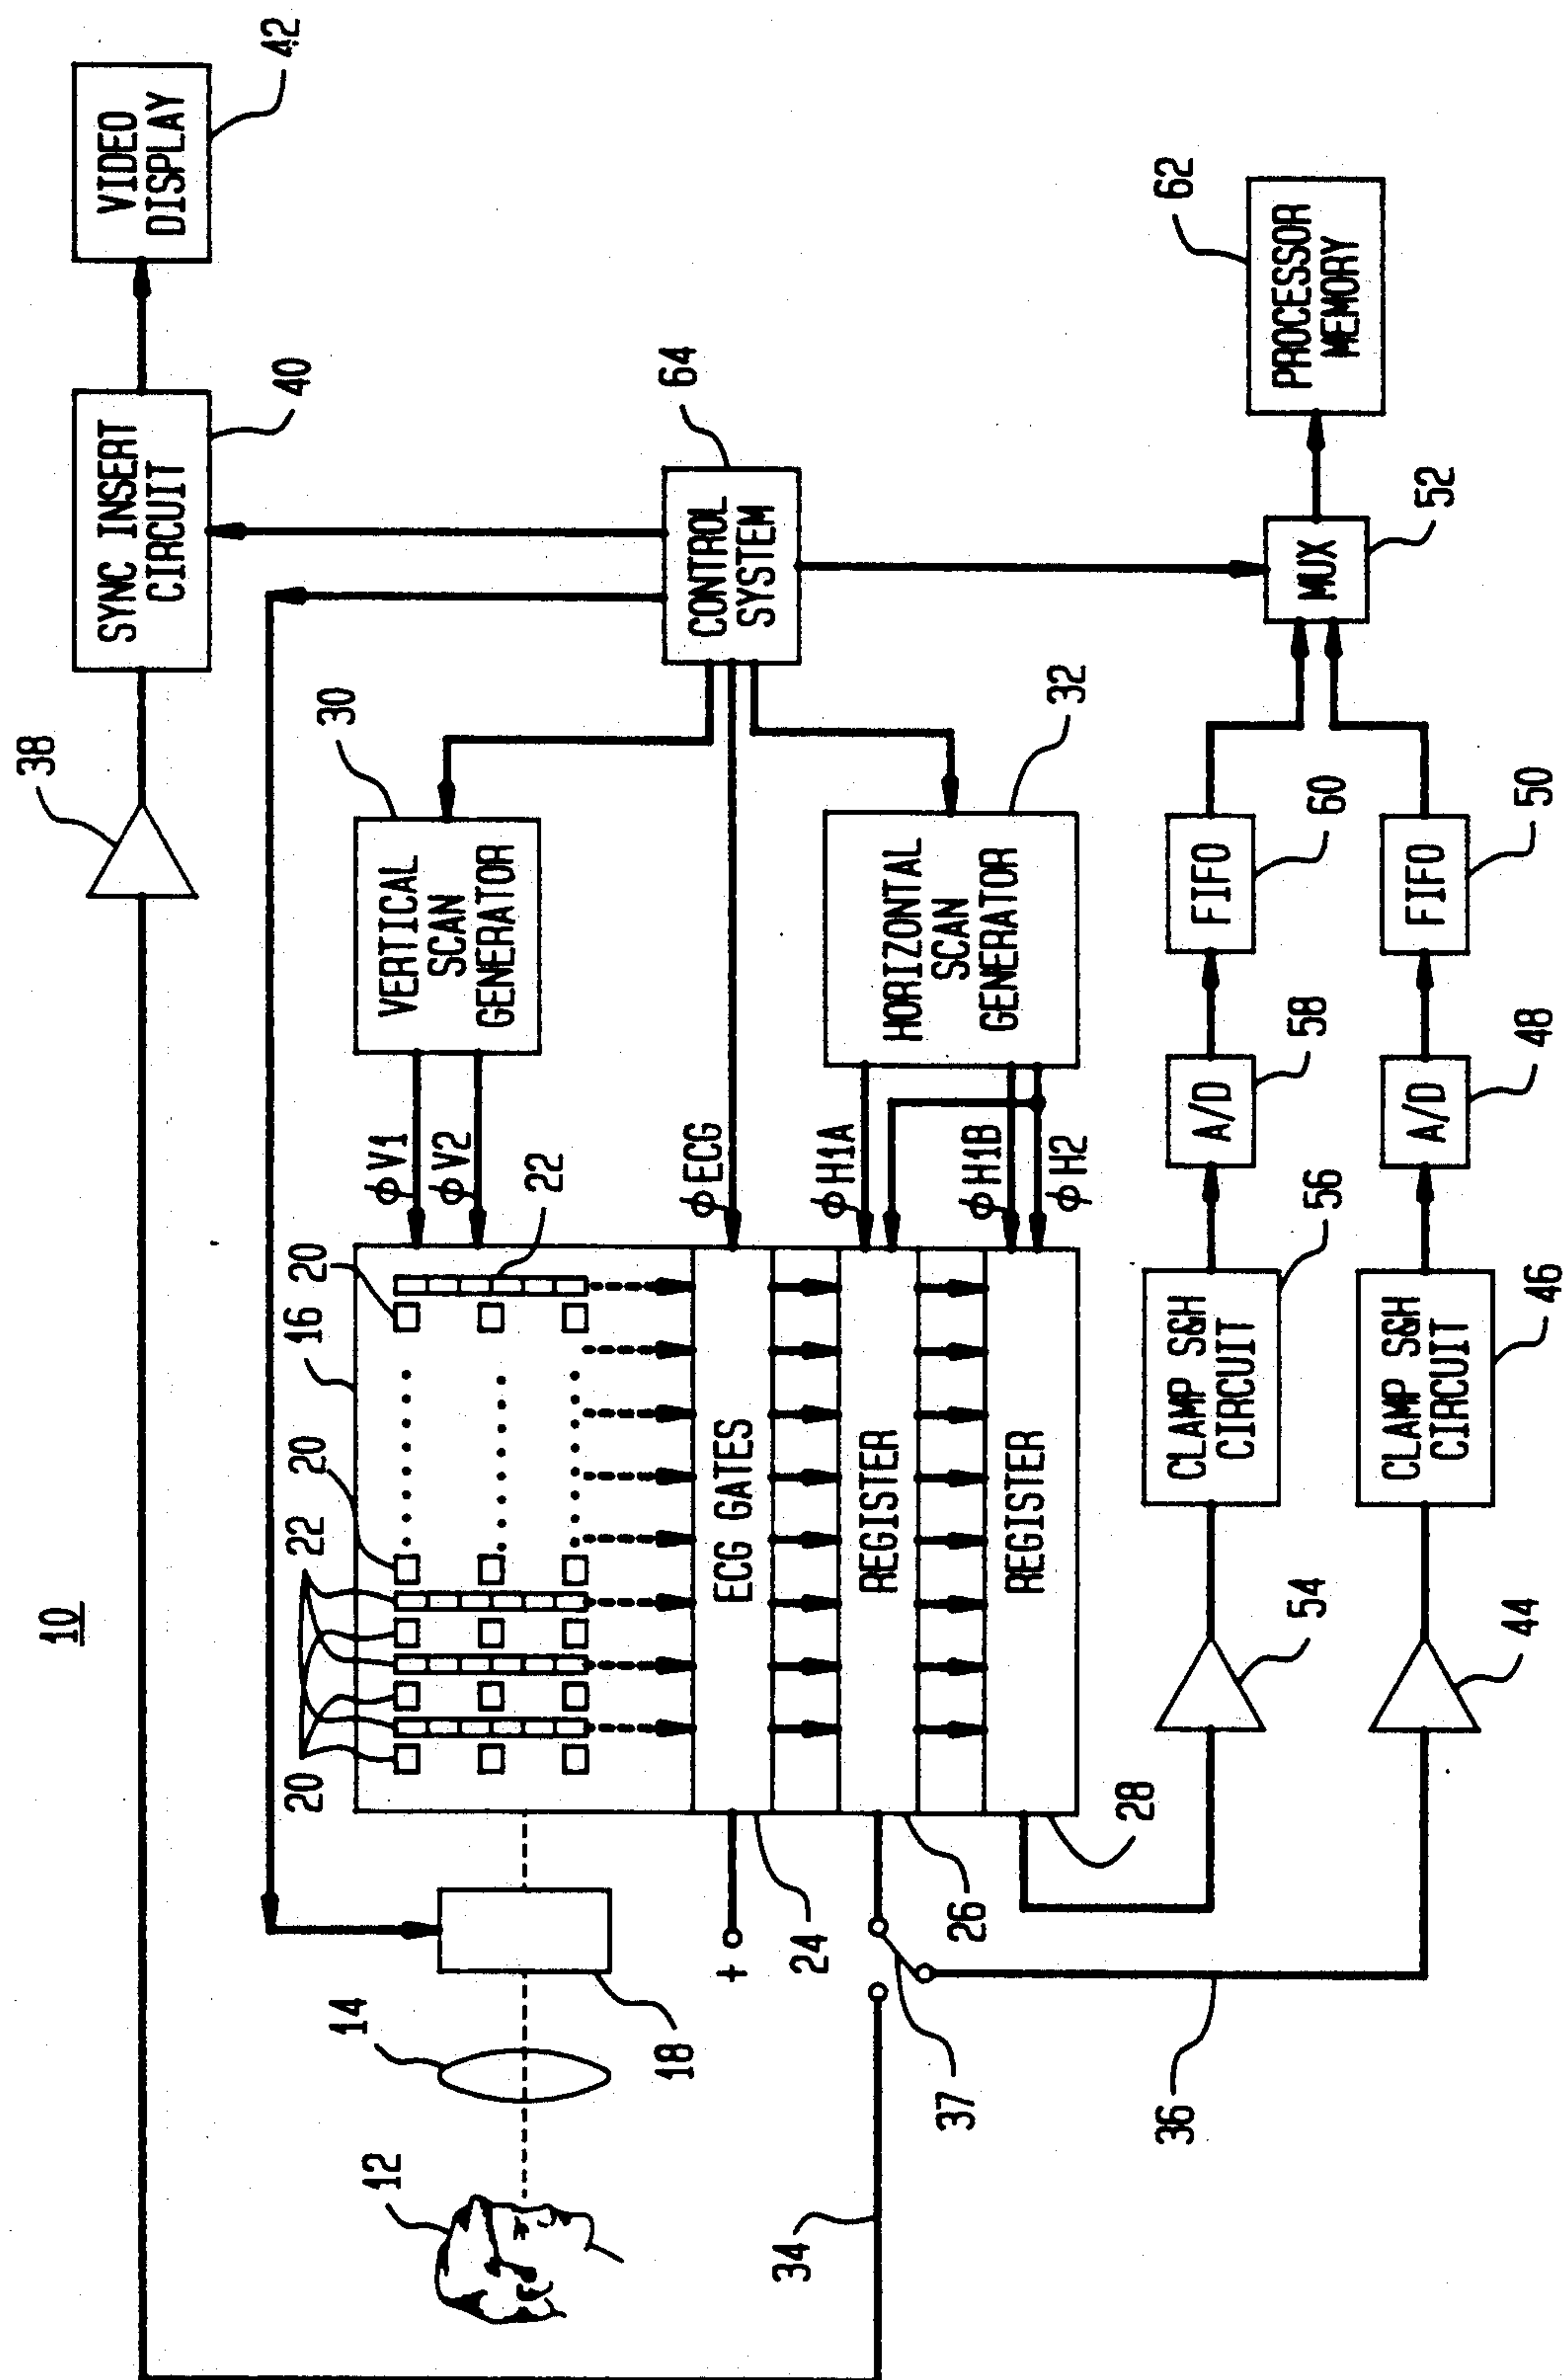 10
38
SYNC INSERT
CIRCUIT
40
VIDEO
DISPLAY
42
12
14
18
16
20
22
20
20
20
22
ϕV1
ϕV2
30
VERTICAL
SCAN
GENERATOR
64
CONTROL
SYSTEM
+
24
ECG GATES
ϕECG
REGISTER
26
ϕH1A
HORIZONTAL
SCAN
GENERATOR
32
REGISTER
28
ϕH1B
ϕH2
34
37
36
54
CLAMP S&H
CIRCUIT
56
A/D
58
FIFO
60
44
CLAMP S&H
CIRCUIT
46
A/D
48
FIFO
50
MUX
52
PROCESSOR
MEMORY
62